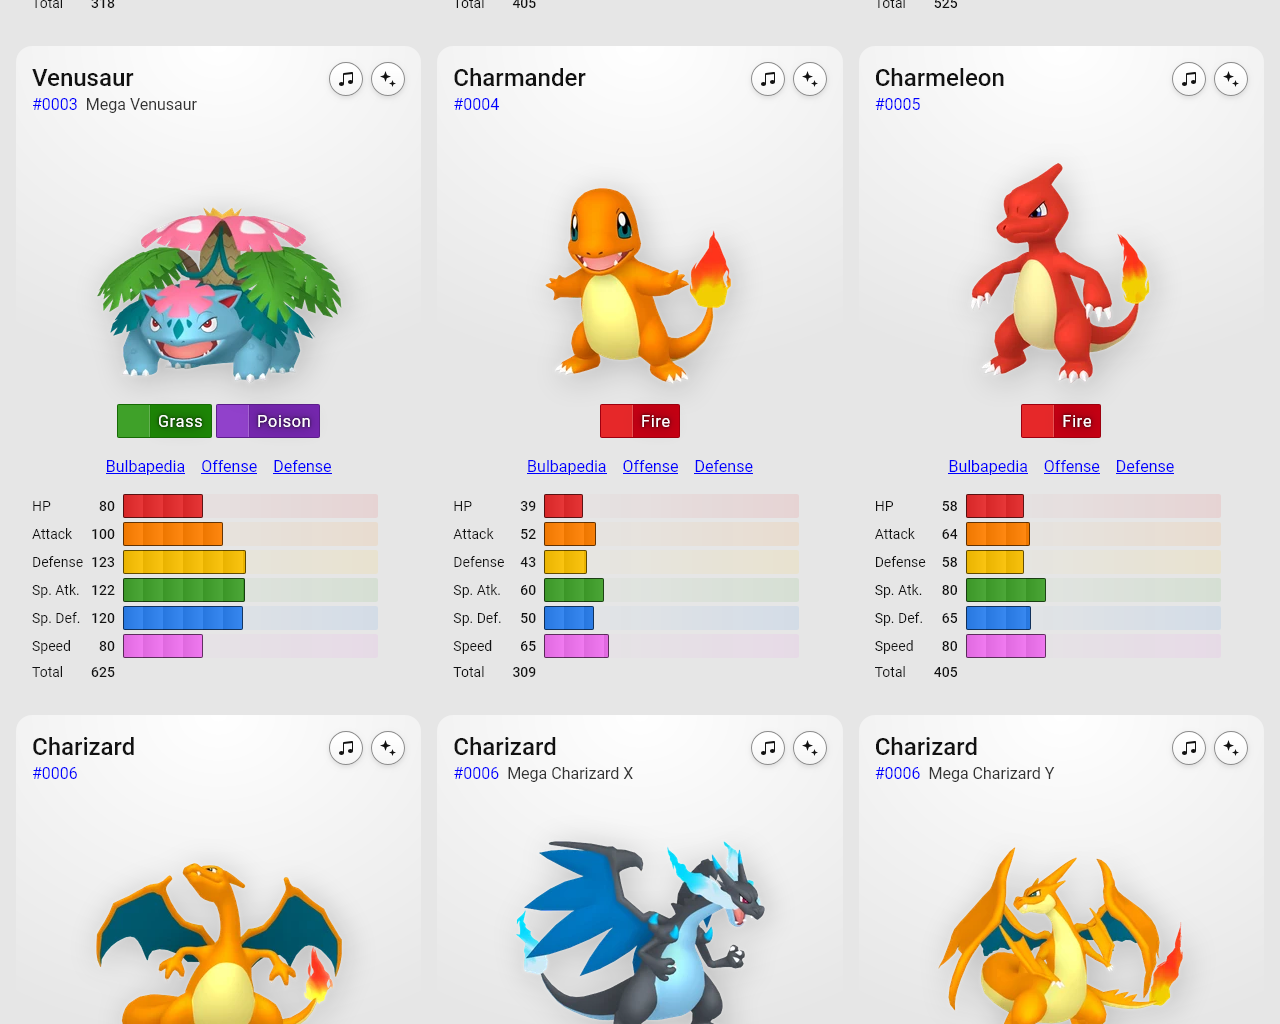 Total 318
Total 405
Total 525
Venusaur
#0003 Mega Venusaur
Grass Poison
Bulbapedia Offense Defense
HP 80
Attack 100
Defense 123
Sp. Atk. 122
Sp. Def. 120
Speed 80
Total 625
Charmander
#0004
Fire
Bulbapedia Offense Defense
HP 39
Attack 52
Defense 43
Sp. Atk. 60
Sp. Def. 50
Speed 65
Total 309
Charmeleon
#0005
Fire
Bulbapedia Offense Defense
HP 58
Attack 64
Defense 58
Sp. Atk. 80
Sp. Def. 65
Speed 80
Total 405
Charizard
#0006
Charizard
#0006 Mega Charizard X
Charizard
#0006 Mega Charizard Y